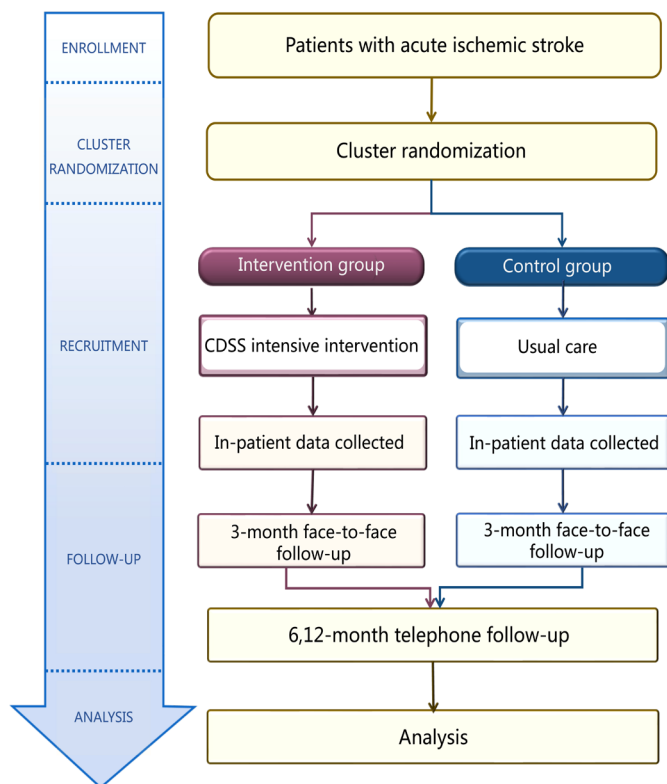 ENROLLMENT
Patients with acute ischemic stroke
CLUSTER
RANDOMIZATION
Cluster randomization
Intervention group
Control group
RECRUITMENT
CDSS intensive intervention
Usual care
In-patient data collected
In-patient data collected
FOLLOW-UP
3-month face-to-face
follow-up
3-month face-to-face
follow-up
6,12-month telephone follow-up
ANALYSIS
Analysis